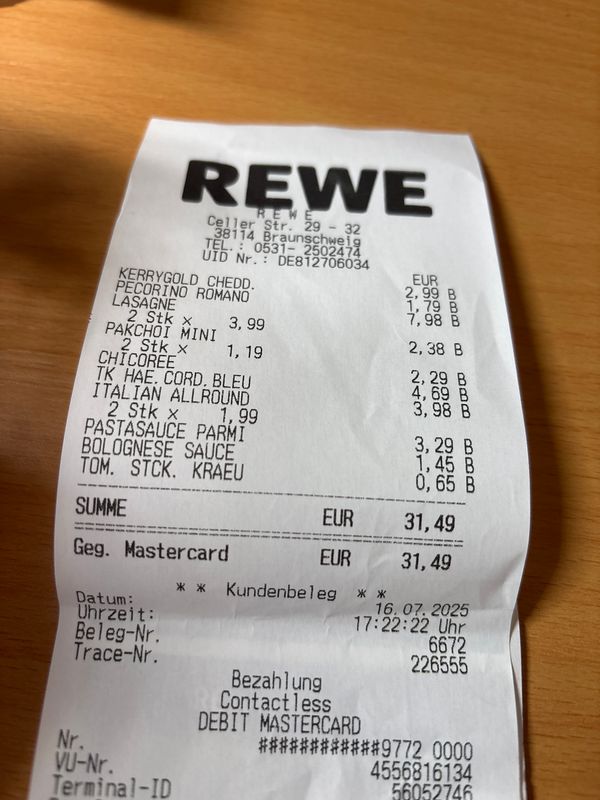 REWE
R E W E
Celler Str. 29 - 32
38114 Braunschweig
TEL.: 0531- 2502474
UID Nr.: DE812706034
EUR
KERRYGOLD CHEDD. 2,99 B
PECORINO ROMANO 1,79 B
LASAGNE 7,98 B
2 Stk x 3,99
PAKCHOI MINI 2,38 B
2 Stk x 1,19
CHICOREE 2,29 B
TK HAE.CORD.BLEU 4,69 B
ITALIAN ALLROUND 3,98 B
2 Stk x 1,99
PASTASAUCE PARMI 3,29 B
BOLOGNESE SAUCE 1,45 B
TOM. STCK. KRAEU 0,65 B
SUMME EUR 31,49
Geg. Mastercard EUR 31,49
* * Kundenbeleg * *
Datum: 16.07.2025
Uhrzeit: 17:22:22 Uhr
Beleg-Nr. 6672
Trace-Nr. 226555
Bezahlung
Contactless
DEBIT MASTERCARD
Nr. ############9772 0000
VU-Nr. 4556816134
Terminal-ID 56052746